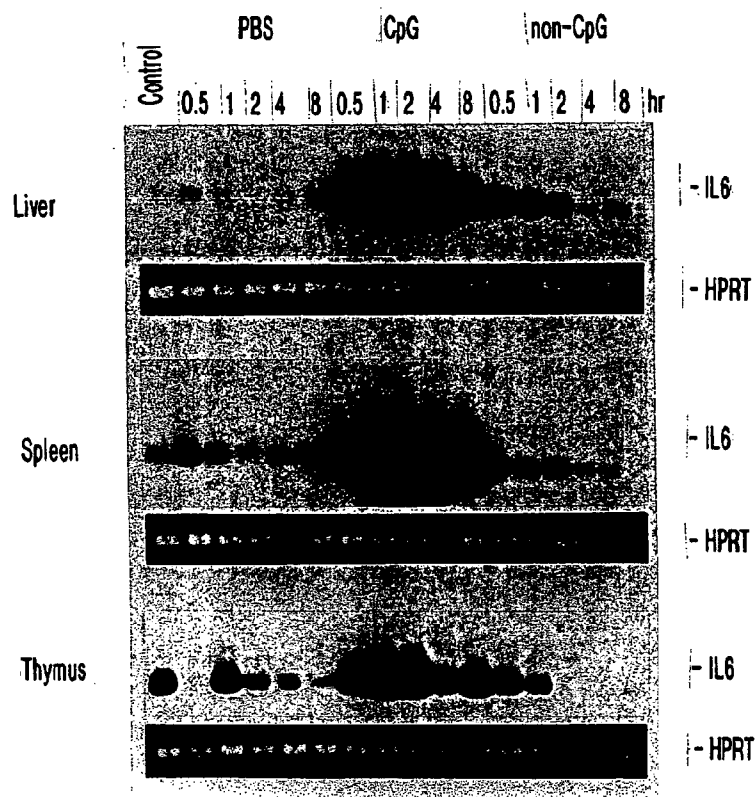 PBS CpG non-CpG
Control 0.5 1 2 4 8 0.5 1 2 4 8 0.5 1 2 4 8 hr
- IL6
Liver
- HPRT
- IL6
Spleen
- HPRT
- IL6
Thymus
- HPRT